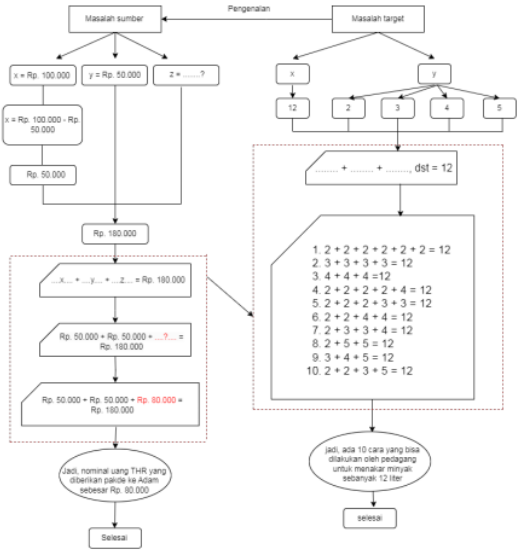 Pengenalan
Masalah sumber
Masalah target
x = Rp. 100.000
y = Rp. 50.000
z = ........?
x = Rp. 100.000 - Rp.
50.000
Rp. 50.000
Rp. 180.000
...x.... + ....y.... + ....z.... = Rp. 180.000
Rp. 50.000 + Rp. 50.000 + ....?.... =
Rp. 180.000
Rp. 50.000 + Rp. 50.000 + Rp. 80.000 =
Rp. 180.000
Jadi, nominal uang THR yang
diberikan pakde ke Adam
sebesar Rp. 80.000
Selesai
x
y
12
2
3
4
5
........ + ........ + ........, dst = 12
1. 2 + 2 + 2 + 2 + 2 + 2 = 12
2. 3 + 3 + 3 + 3 = 12
3. 4 + 4 + 4 =12
4. 2 + 2 + 2 + 2 + 4 = 12
5. 2 + 2 + 2 + 3 + 3 = 12
6. 2 + 2 + 4 + 4 = 12
7. 2 + 3 + 3 + 4 = 12
8. 2 + 5 + 5 = 12
9. 3 + 4 + 5 = 12
10. 2 + 2 + 3 + 5 = 12
jadi, ada 10 cara yang bisa
dilakukan oleh pedagang
untuk menakar minyak
sebanyak 12 liter
selesai